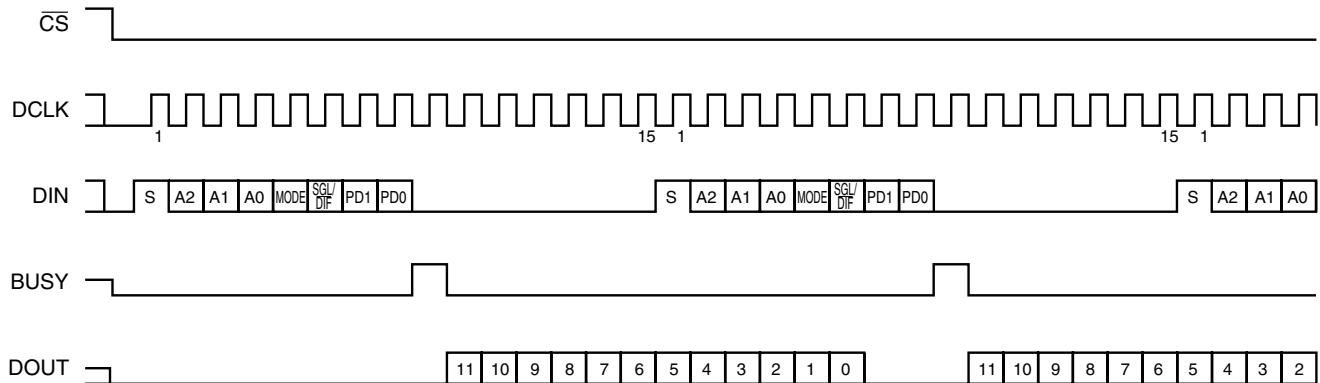 CS
DCLK
1 15 1 15 1
DIN S A2 A1 A0 MODE SGL/DIF PD1 PD0 S A2 A1 A0 MODE SGL/DIF PD1 PD0 S A2 A1 A0
BUSY
DOUT 11 10 9 8 7 6 5 4 3 2 1 0 11 10 9 8 7 6 5 4 3 2